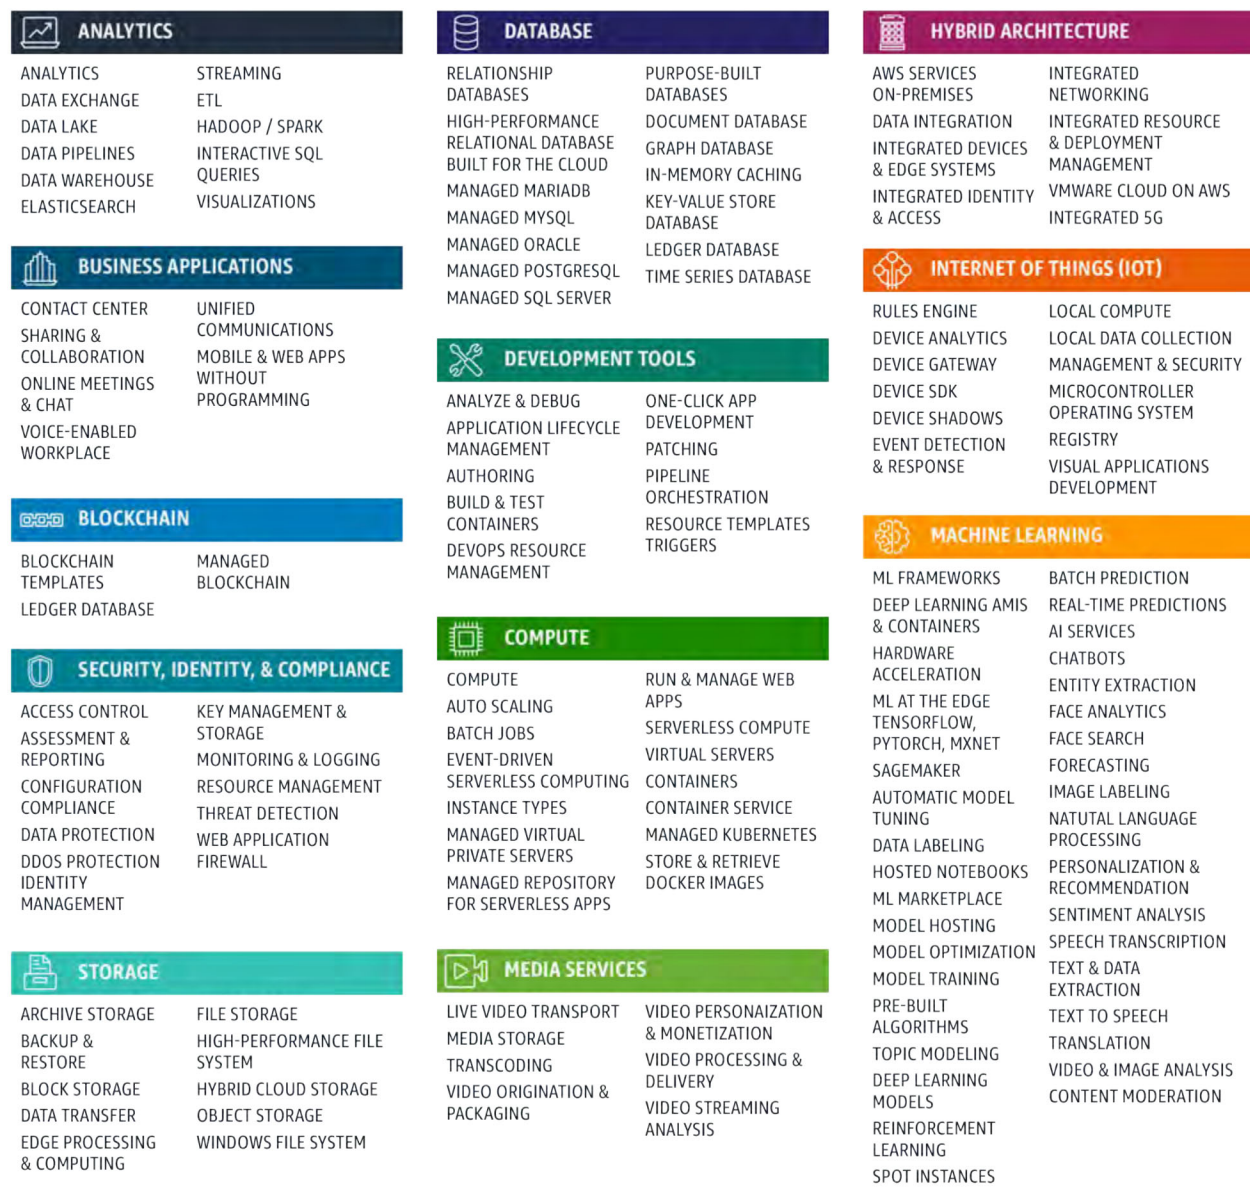 ANALYTICS
ANALYTICS
DATA EXCHANGE
DATA LAKE
DATA PIPELINES
DATA WAREHOUSE
ELASTICSEARCH
STREAMING
ETL
HADOOP / SPARK
INTERACTIVE SQL
QUERIES
VISUALIZATIONS
BUSINESS APPLICATIONS
CONTACT CENTER
SHARING &
COLLABORATION
ONLINE MEETINGS
& CHAT
VOICE-ENABLED
WORKPLACE
UNIFIED
COMMUNICATIONS
MOBILE & WEB APPS
WITHOUT
PROGRAMMING
BLOCKCHAIN
BLOCKCHAIN
TEMPLATES
LEDGER DATABASE
MANAGED
BLOCKCHAIN
SECURITY, IDENTITY, & COMPLIANCE
ACCESS CONTROL
ASSESSMENT &
REPORTING
CONFIGURATION
COMPLIANCE
DATA PROTECTION
DDOS PROTECTION
IDENTITY
MANAGEMENT
KEY MANAGEMENT &
STORAGE
MONITORING & LOGGING
RESOURCE MANAGEMENT
THREAT DETECTION
WEB APPLICATION
FIREWALL
STORAGE
ARCHIVE STORAGE
BACKUP &
RESTORE
BLOCK STORAGE
DATA TRANSFER
EDGE PROCESSING
& COMPUTING
FILE STORAGE
HIGH-PERFORMANCE FILE
SYSTEM
HYBRID CLOUD STORAGE
OBJECT STORAGE
WINDOWS FILE SYSTEM
DATABASE
RELATIONSHIP
DATABASES
HIGH-PERFORMANCE
RELATIONAL DATABASE
BUILT FOR THE CLOUD
MANAGED MARIADB
MANAGED MYSQL
MANAGED ORACLE
MANAGED POSTGRESQL
MANAGED SQL SERVER
PURPOSE-BUILT
DATABASES
DOCUMENT DATABASE
GRAPH DATABASE
IN-MEMORY CACHING
KEY-VALUE STORE
DATABASE
LEDGER DATABASE
TIME SERIES DATABASE
DEVELOPMENT TOOLS
ANALYZE & DEBUG
APPLICATION LIFECYCLE
MANAGEMENT
AUTHORING
BUILD & TEST
CONTAINERS
DEVOPS RESOURCE
MANAGEMENT
ONE-CLICK APP
DEVELOPMENT
PATCHING
PIPELINE
ORCHESTRATION
RESOURCE TEMPLATES
TRIGGERS
COMPUTE
COMPUTE
AUTO SCALING
BATCH JOBS
EVENT-DRIVEN
SERVERLESS COMPUTING
INSTANCE TYPES
MANAGED VIRTUAL
PRIVATE SERVERS
MANAGED REPOSITORY
FOR SERVERLESS APPS
RUN & MANAGE WEB
APPS
SERVERLESS COMPUTE
VIRTUAL SERVERS
CONTAINERS
CONTAINER SERVICE
MANAGED KUBERNETES
STORE & RETRIEVE
DOCKER IMAGES
MEDIA SERVICES
LIVE VIDEO TRANSPORT
MEDIA STORAGE
TRANSCODING
VIDEO ORIGINATION &
PACKAGING
VIDEO PERSONAIZATION
& MONETIZATION
VIDEO PROCESSING &
DELIVERY
VIDEO STREAMING
ANALYSIS
HYBRID ARCHITECTURE
AWS SERVICES
ON-PREMISES
DATA INTEGRATION
INTEGRATED DEVICES
& EDGE SYSTEMS
INTEGRATED IDENTITY
& ACCESS
INTEGRATED
NETWORKING
INTEGRATED RESOURCE
& DEPLOYMENT
MANAGEMENT
VMWARE CLOUD ON AWS
INTEGRATED 5G
INTERNET OF THINGS (IOT)
RULES ENGINE
DEVICE ANALYTICS
DEVICE GATEWAY
DEVICE SDK
DEVICE SHADOWS
EVENT DETECTION
& RESPONSE
LOCAL COMPUTE
LOCAL DATA COLLECTION
MANAGEMENT & SECURITY
MICROCONTROLLER
OPERATING SYSTEM
REGISTRY
VISUAL APPLICATIONS
DEVELOPMENT
MACHINE LEARNING
ML FRAMEWORKS
DEEP LEARNING AMIS
& CONTAINERS
HARDWARE
ACCELERATION
ML AT THE EDGE
TENSORFLOW,
PYTORCH, MXNET
SAGEMAKER
AUTOMATIC MODEL
TUNING
DATA LABELING
HOSTED NOTEBOOKS
ML MARKETPLACE
MODEL HOSTING
MODEL OPTIMIZATION
MODEL TRAINING
PRE-BUILT
ALGORITHMS
TOPIC MODELING
DEEP LEARNING
MODELS
REINFORCEMENT
LEARNING
SPOT INSTANCES
BATCH PREDICTION
REAL-TIME PREDICTIONS
AI SERVICES
CHATBOTS
ENTITY EXTRACTION
FACE ANALYTICS
FACE SEARCH
FORECASTING
IMAGE LABELING
NATUTAL LANGUAGE
PROCESSING
PERSONALIZATION &
RECOMMENDATION
SENTIMENT ANALYSIS
SPEECH TRANSCRIPTION
TEXT & DATA
EXTRACTION
TEXT TO SPEECH
TRANSLATION
VIDEO & IMAGE ANALYSIS
CONTENT MODERATION